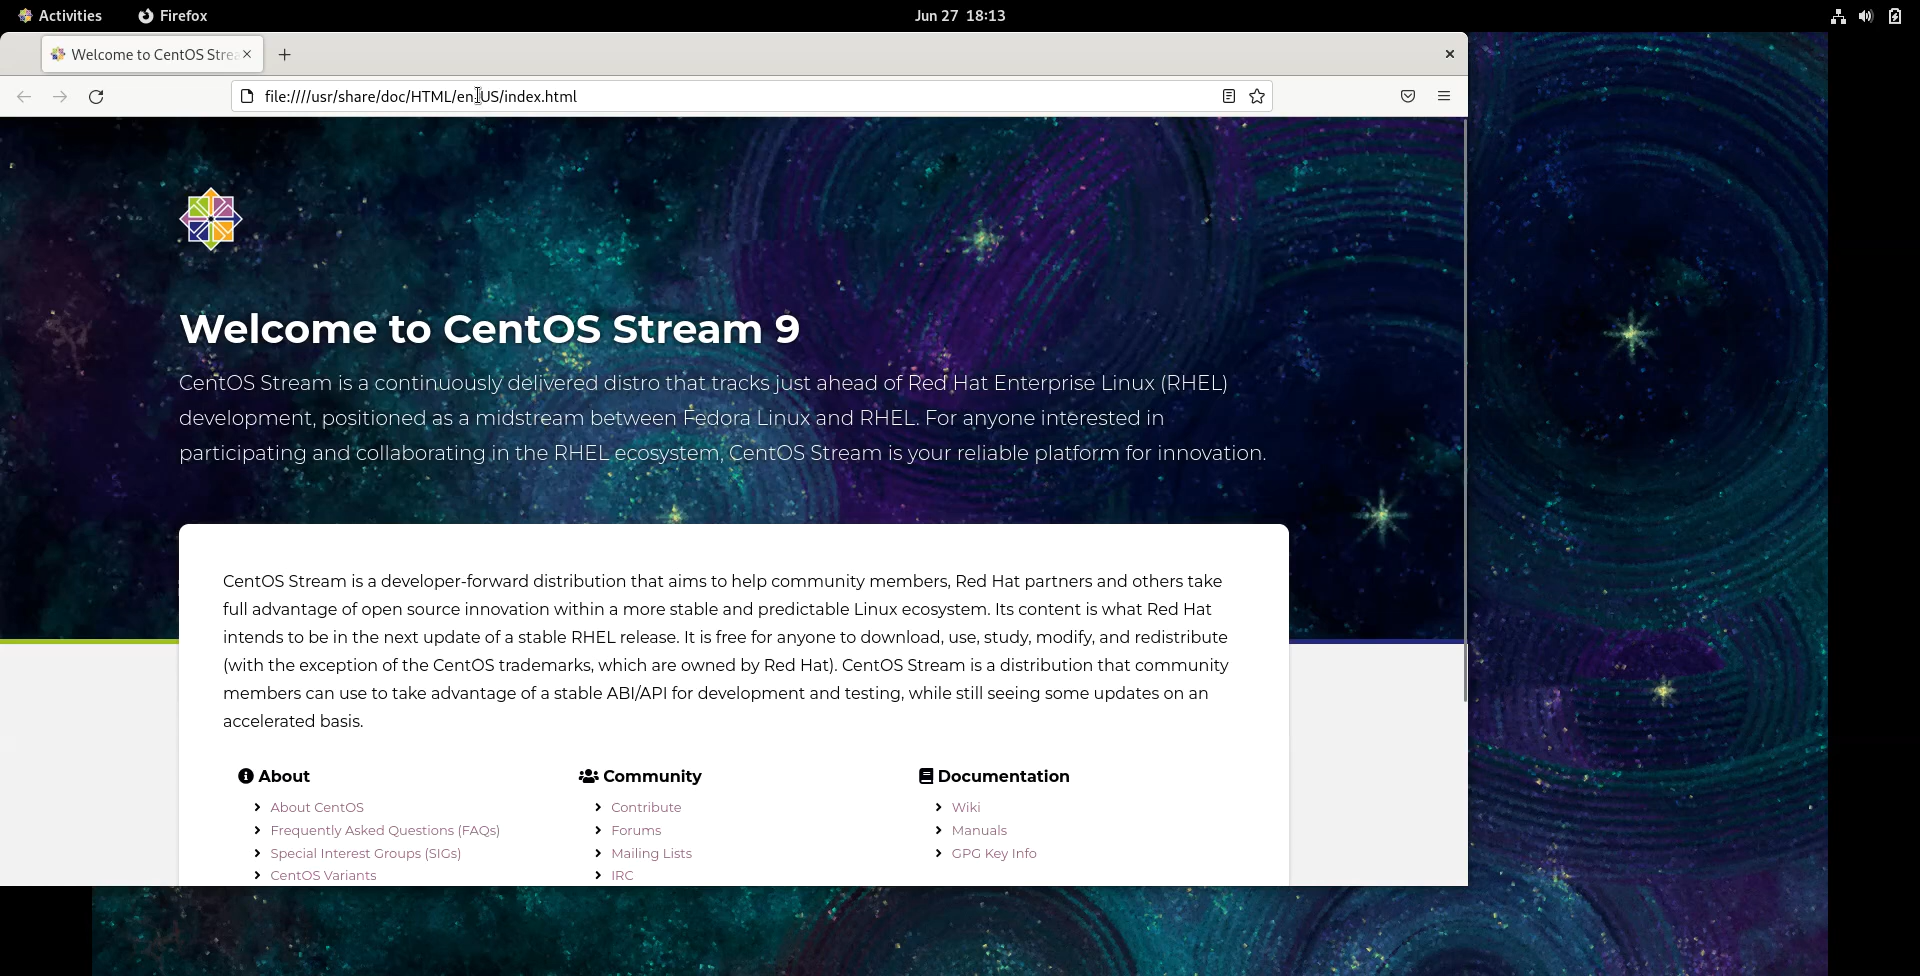 Activities
Firefox
Jun 27 18:13
Welcome to CentOS Strea
file:////usr/share/doc/HTML/en-US/index.html
Welcome to CentOS Stream 9
CentOS Stream is a continuously delivered distro that tracks just ahead of Red Hat Enterprise Linux (RHEL)
development, positioned as a midstream between Fedora Linux and RHEL. For anyone interested in
participating and collaborating in the RHEL ecosystem, CentOS Stream is your reliable platform for innovation.
CentOS Stream is a developer-forward distribution that aims to help community members, Red Hat partners and others take
full advantage of open source innovation within a more stable and predictable Linux ecosystem. Its content is what Red Hat
intends to be in the next update of a stable RHEL release. It is free for anyone to download, use, study, modify, and redistribute
(with the exception of the CentOS trademarks, which are owned by Red Hat). CentOS Stream is a distribution that community
members can use to take advantage of a stable ABI/API for development and testing, while still seeing some updates on an
accelerated basis.
About
About CentOS
Frequently Asked Questions (FAQs)
Special Interest Groups (SIGs)
CentOS Variants
Community
Contribute
Forums
Mailing Lists
IRC
Documentation
Wiki
Manuals
GPG Key Info